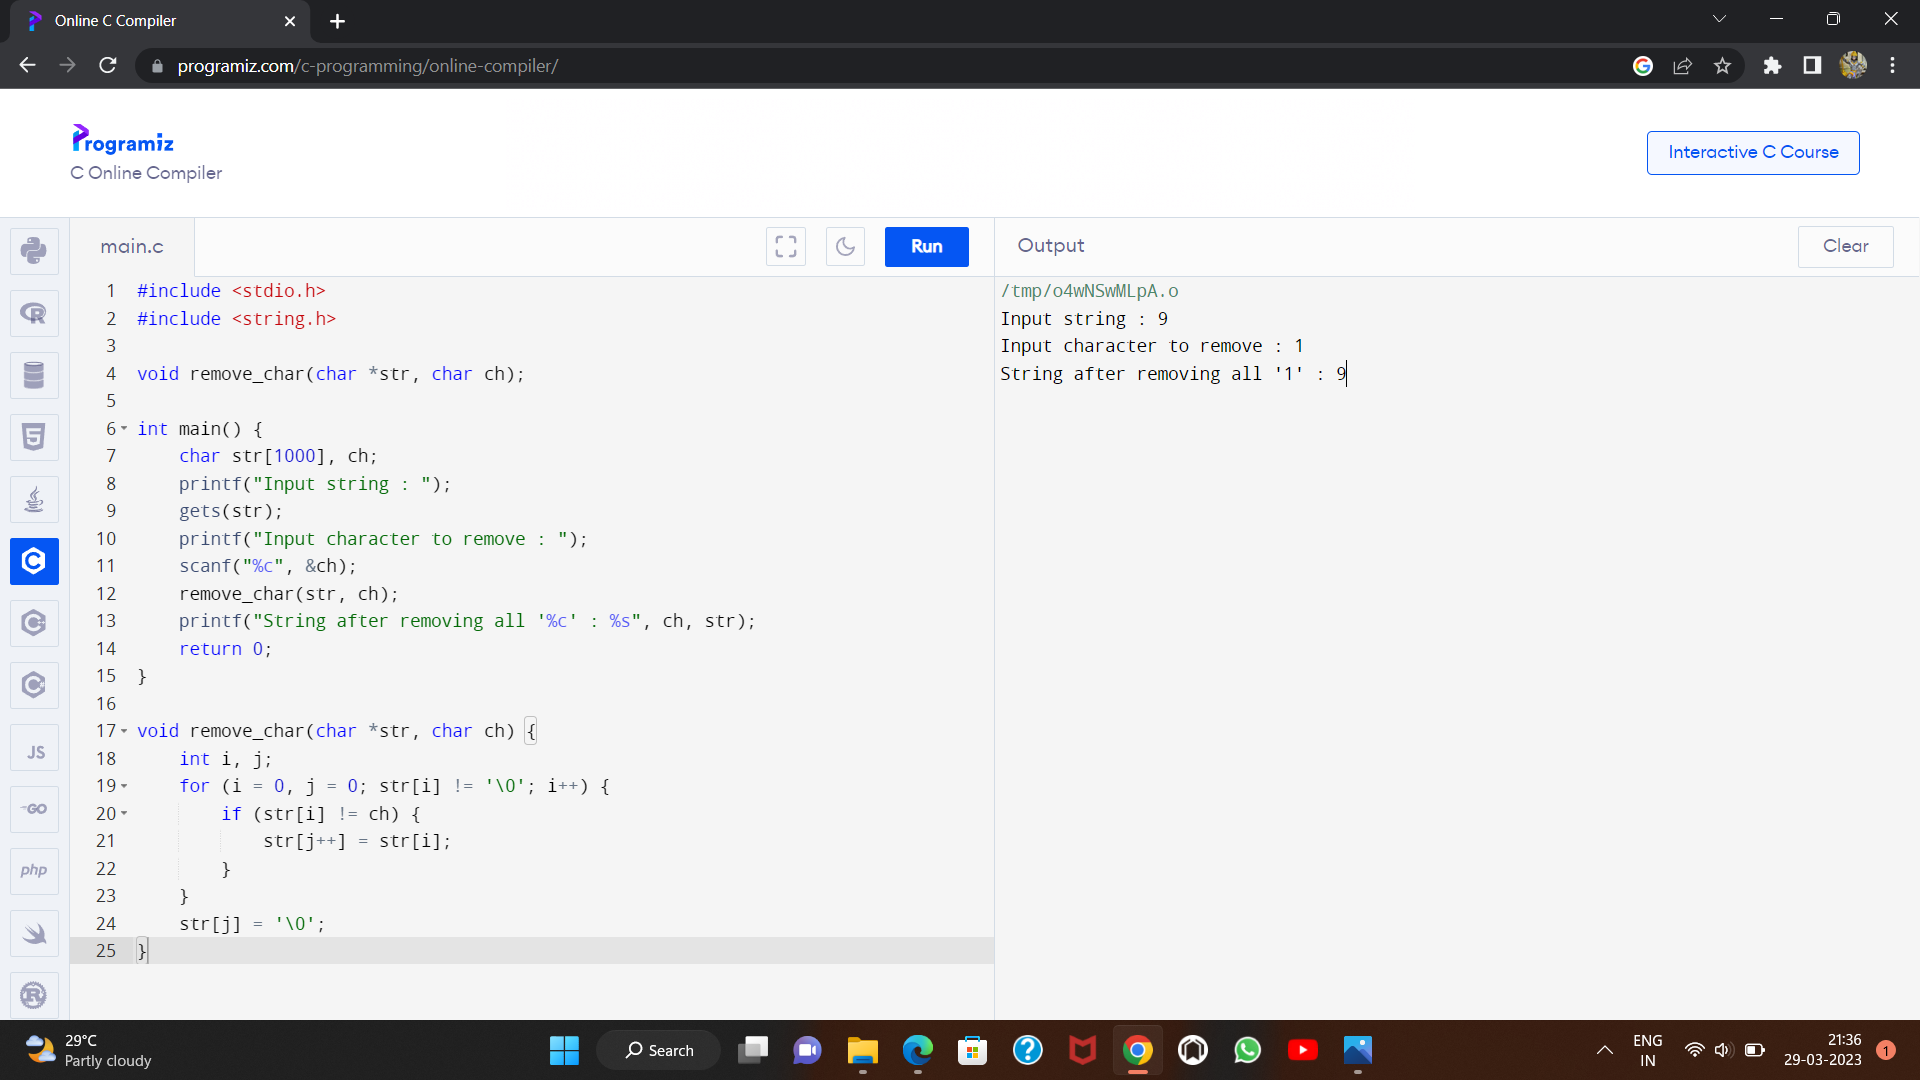 Online C Compiler
programiz.com/c-programming/online-compiler/
Programiz
C Online Compiler
Interactive C Course
main.c
Run
Output
Clear
1 #include <stdio.h>
2 #include <string.h>
3
4 void remove_char(char *str, char ch);
5
6 int main() {
7     char str[1000], ch;
8     printf("Input string : ");
9     gets(str);
10     printf("Input character to remove : ");
11     scanf("%c", &ch);
12     remove_char(str, ch);
13     printf("String after removing all '%c' : %s", ch, str);
14     return 0;
15 }
16
17 void remove_char(char *str, char ch) {
18     int i, j;
19     for (i = 0, j = 0; str[i] != '\0'; i++) {
20         if (str[i] != ch) {
21             str[j++] = str[i];
22         }
23     }
24     str[j] = '\0';
25 }
/tmp/o4wNSwMLpA.o
Input string : 9
Input character to remove : 1
String after removing all '1' : 9
JS
GO
php
29°C
Partly cloudy
Search
ENG
IN
21:36
29-03-2023
1